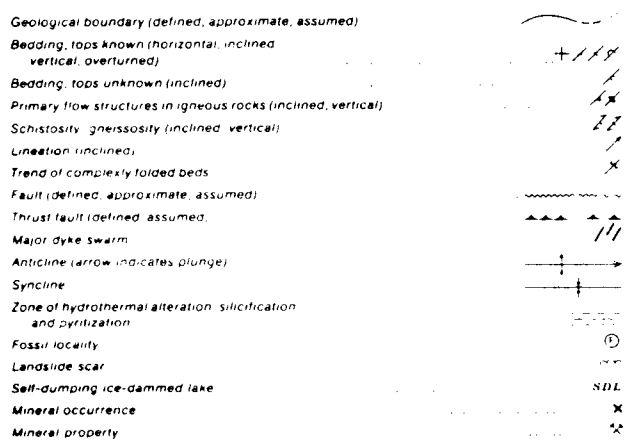 Geological boundary (defined, approximate, assumed)
Bedding, tops known (horizontal, inclined
vertical, overturned)
Bedding, tops unknown (inclined)
Primary flow structures in igneous rocks (inclined, vertical)
Schistosity gneissosity (inclined vertical)
Lineation (inclined)
Trend of complexly folded beds
Fault (defined, approximate, assumed)
Thrust fault (defined assumed)
Major dyke swarm
Anticline (arrow indicates plunge)
Syncline
Zone of hydrothermal alteration silicification
and pyritization
Fossil locality F
Landslide scar
Self-dumping ice-dammed lake SDL
Mineral occurrence
Mineral property